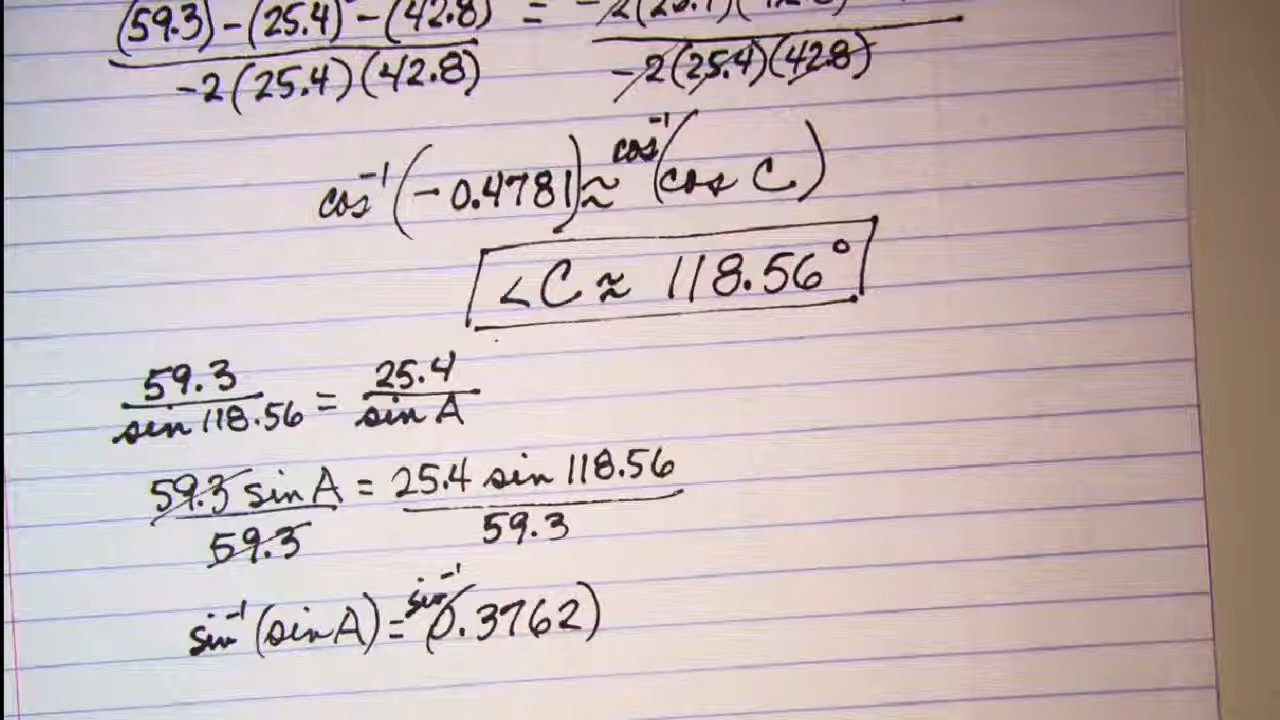 (59.3) - (25.4) - (42.8) =
-2(25.4)(42.8) -2(25.4)(42.8)
cos⁻¹(-0.4781) ≈ cos⁻¹(cos C)
<C ≈ 118.56°
59.3 = 25.4
sin 118.56 sin A
59.3 sin A = 25.4 sin 118.56
59.3 59.3
sin⁻¹(sin A) = sin⁻¹(0.3762)